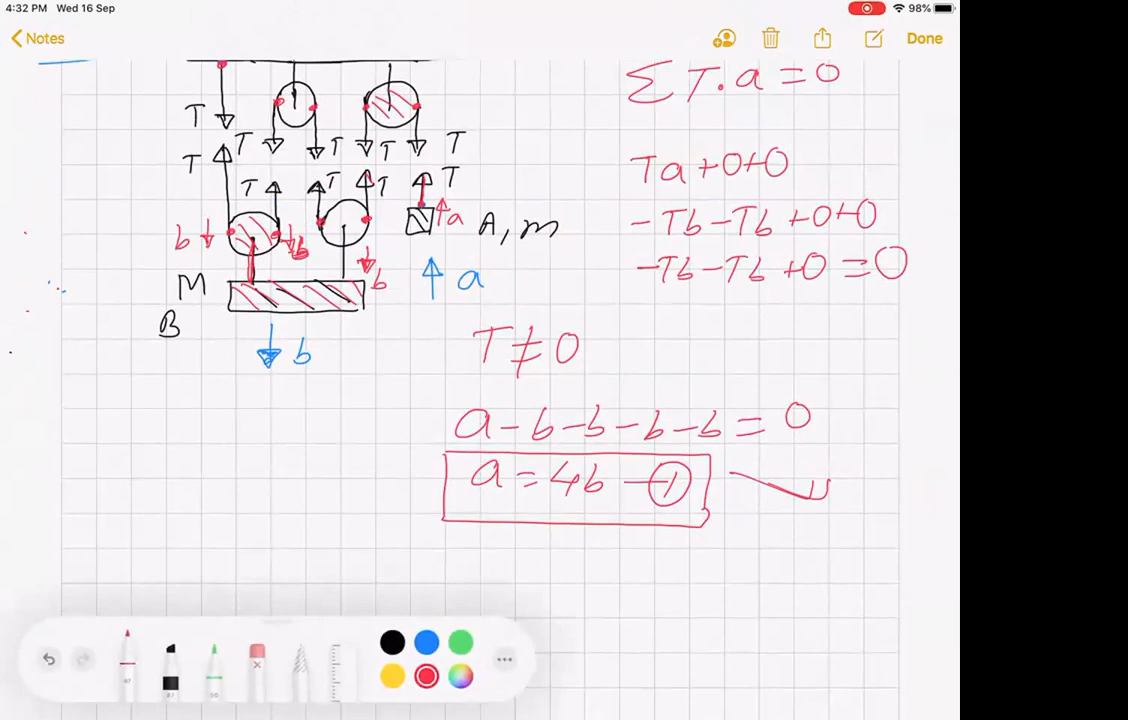 4:32 PM Wed 16 Sep
98%
Notes
Done
T T T T T
T T T T
b b b
a A, m
M
B
a
b
Σ T·a = 0
Ta + 0 + 0
- Tb - Tb + 0 + 0
- Tb - Tb + 0 = 0
T ≠ 0
a - b - b - b - b = 0
a = 4b — ①